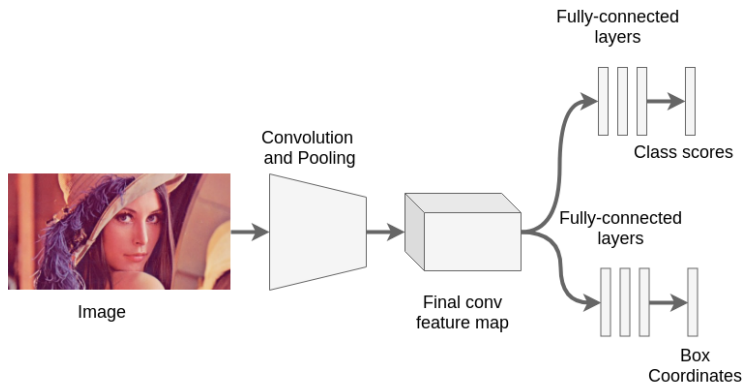 Fully-connected
layers
Class scores
Convolution
and Pooling
Image
Final conv
feature map
Fully-connected
layers
Box
Coordinates